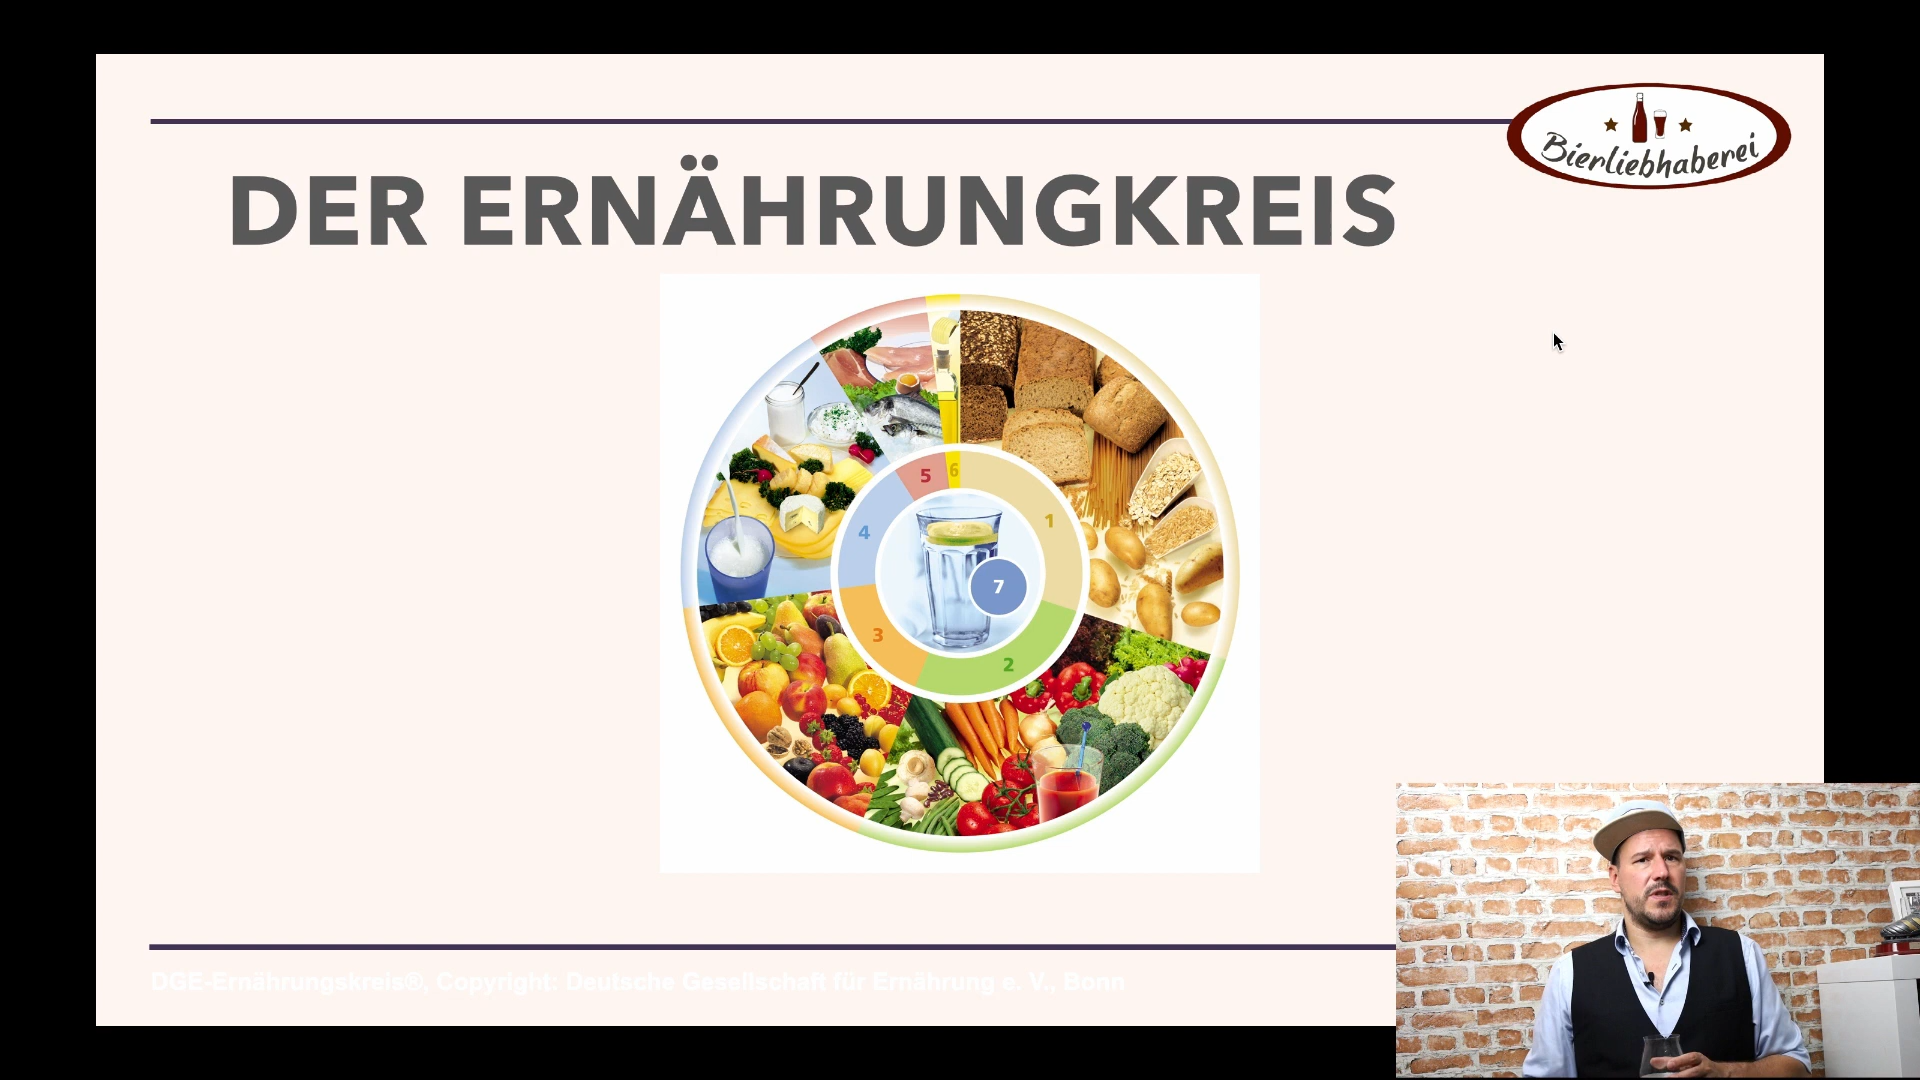 Bierliebhaberei
DER ERNÄHRUNGKREIS
5
6
1
4
7
3
2
DGE-Ernährungskreis®, Copyright: Deutsche Gesellschaft für Ernährung e. V., Bonn